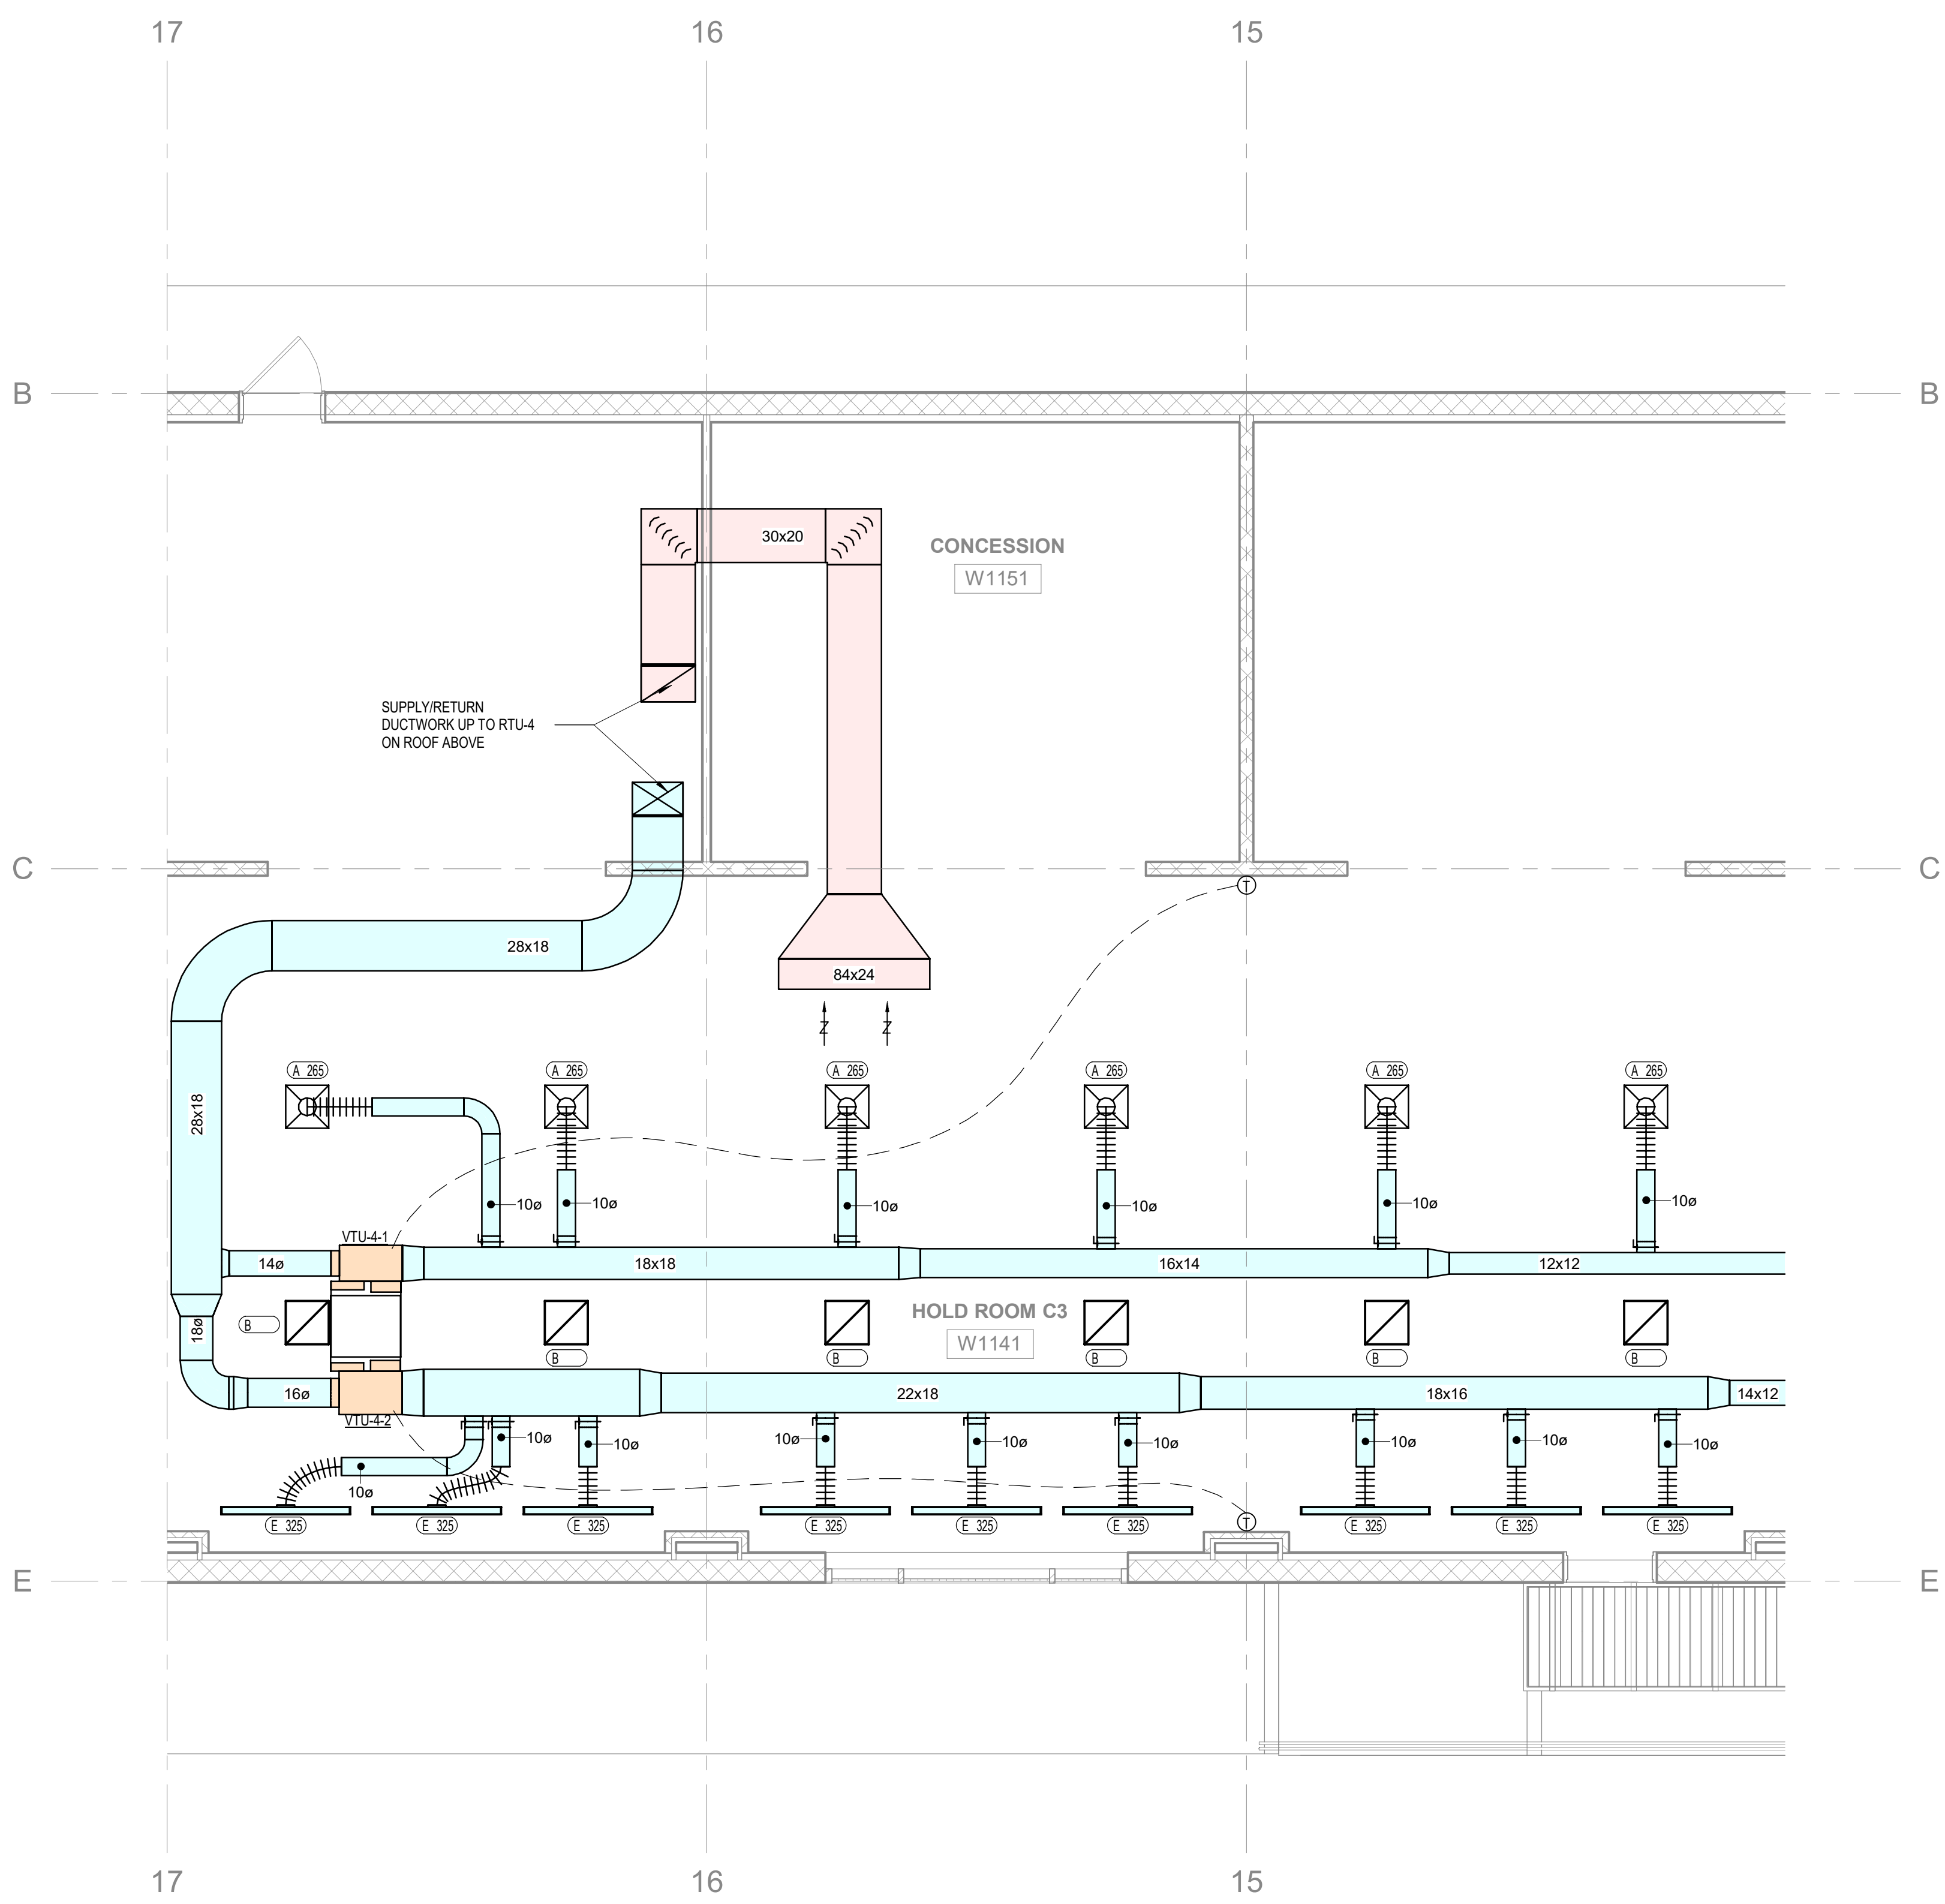 17 16 15
B B
30x20
CONCESSION
W1151
SUPPLY/RETURN
DUCTWORK UP TO RTU-4
ON ROOF ABOVE
C C
T
28x18
84x24
Z Z
A 265 A 265 A 265 A 265 A 265 A 265
28x18
10ø 10ø 10ø 10ø 10ø 10ø
VTU-4-1
14ø 18x18 16x14 12x12
HOLD ROOM C3
W1141
18ø
B B B B B B
16ø 22x18 18x16 14x12
VTU-4-2
10ø 10ø 10ø 10ø 10ø 10ø 10ø 10ø
10ø
E 325 E 325 E 325 E 325 E 325 E 325 E 325 E 325 E 325
T
E E
17 16 15